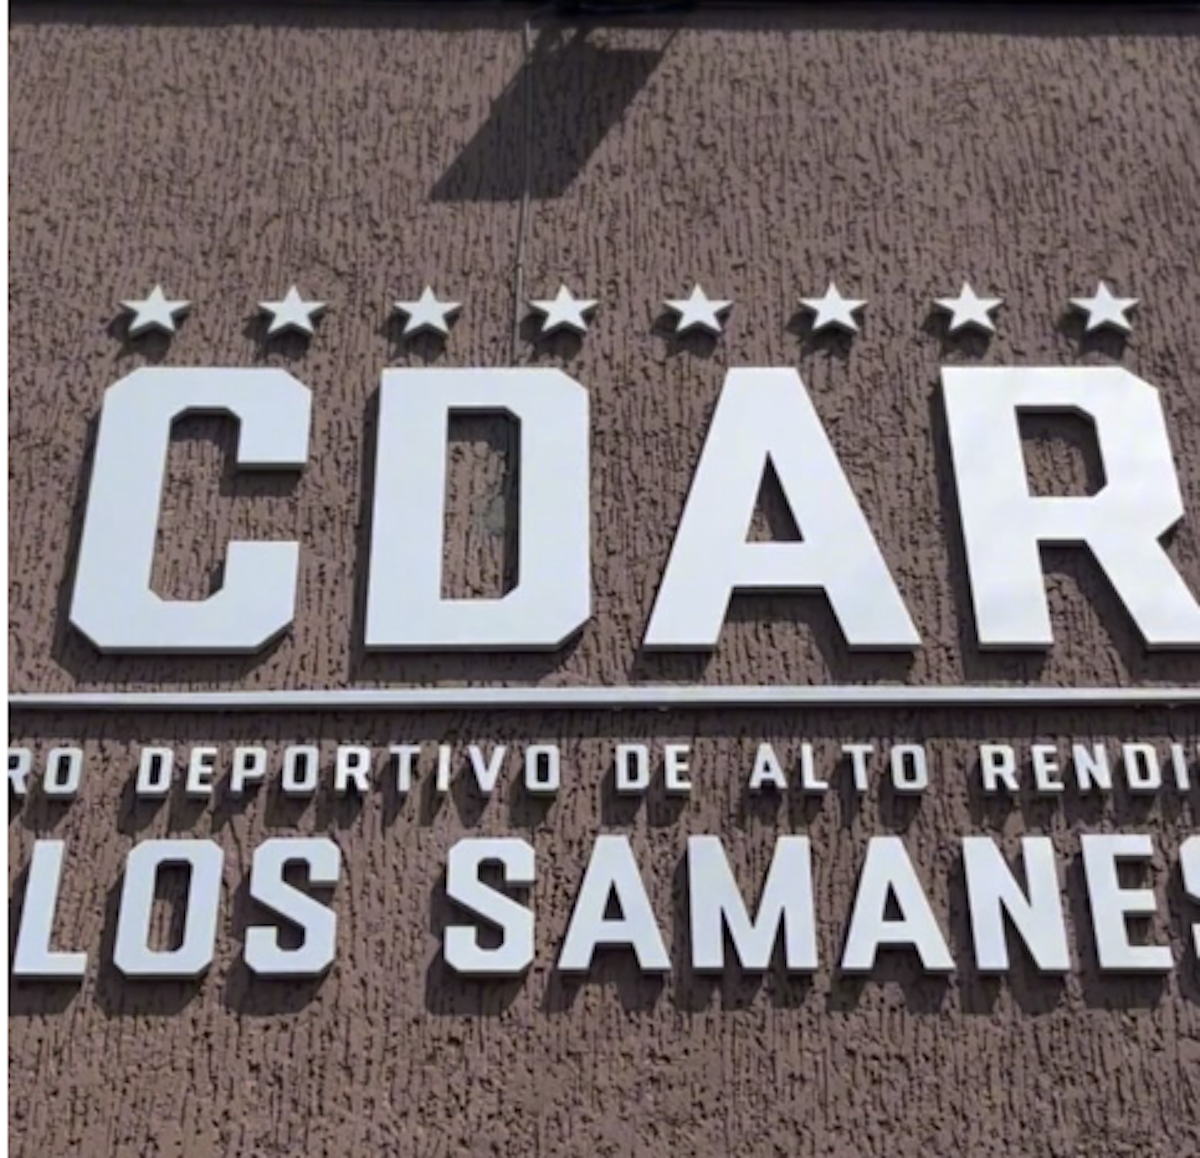 CDAR
RO DEPORTIVO DE ALTO RENDI
LOS SAMANES